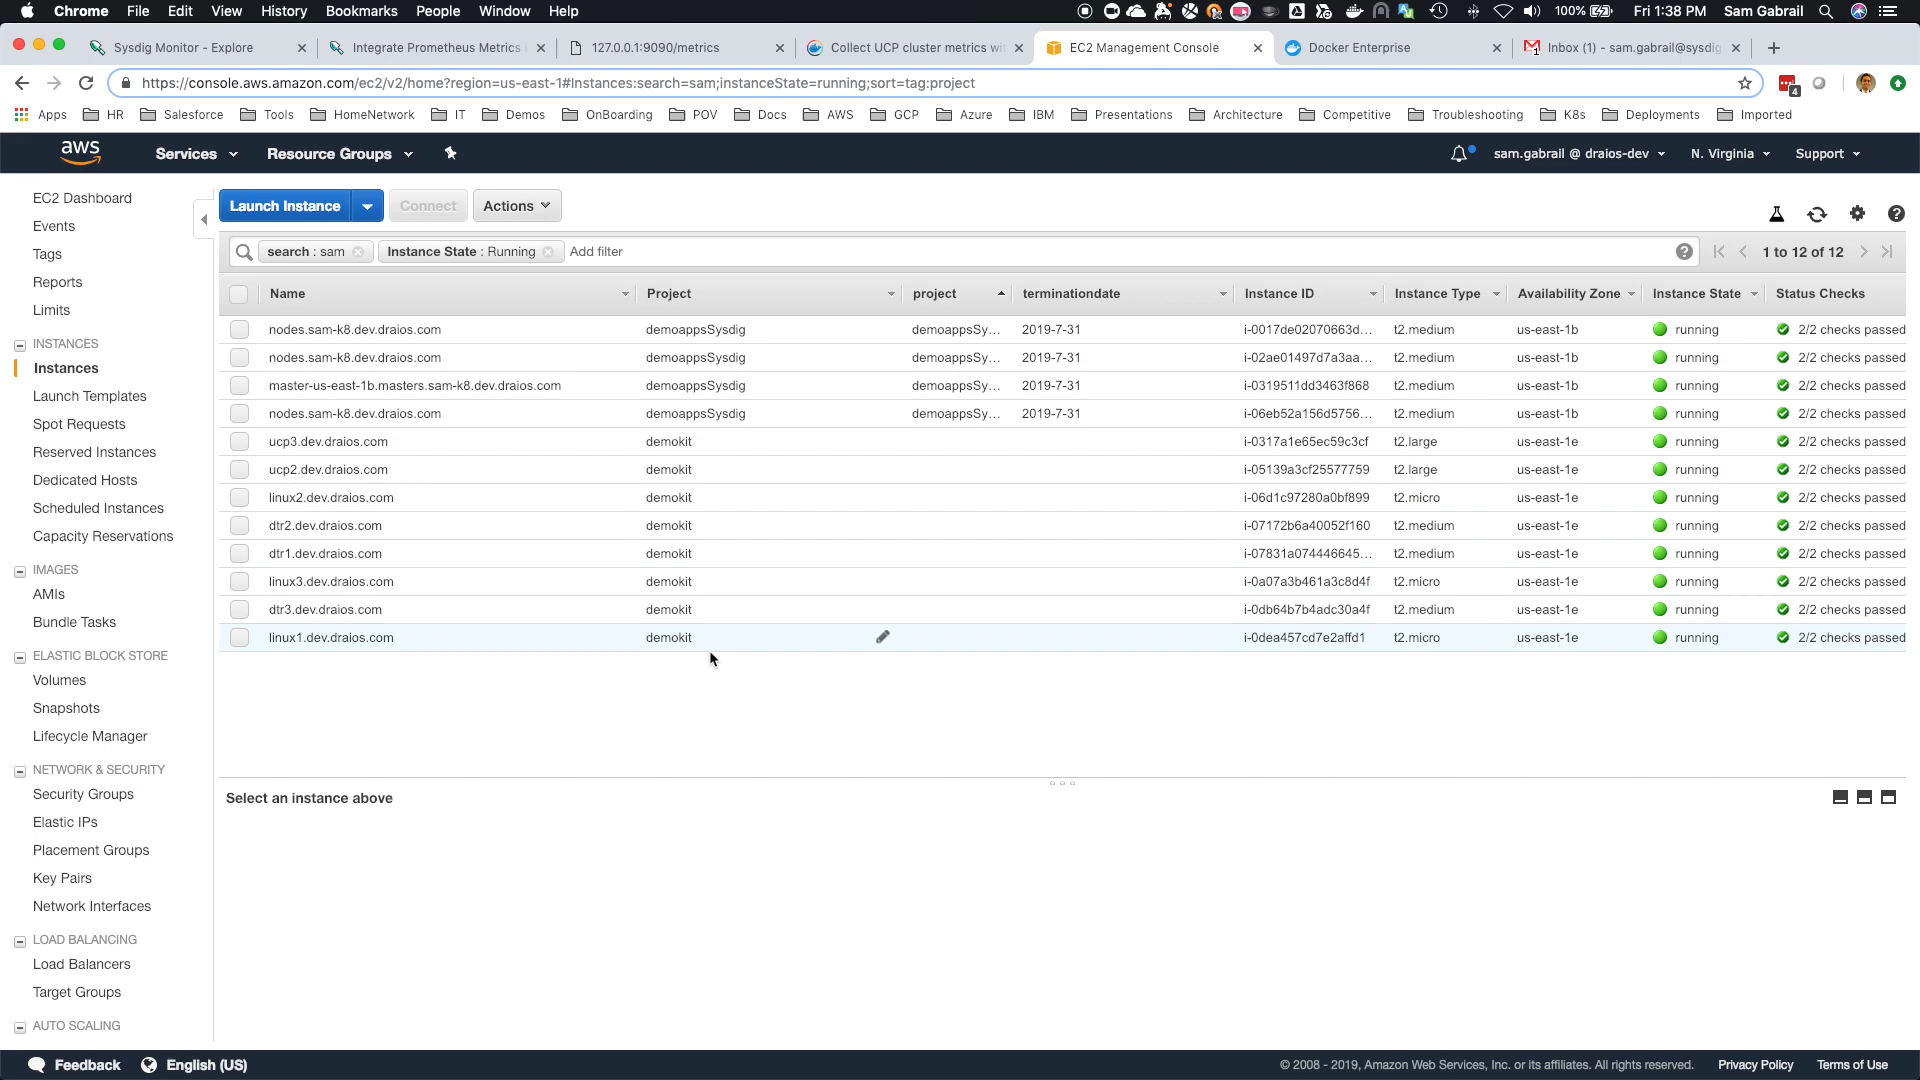 Chrome File Edit View History Bookmarks People Window Help 100% Fri 1:38 PM Sam Gabrail
Sysdig Monitor - Explore Integrate Prometheus Metrics 127.0.0.1:9090/metrics Collect UCP cluster metrics wi EC2 Management Console Docker Enterprise Inbox (1) - sam.gabrail@sysdig
https://console.aws.amazon.com/ec2/v2/home?region=us-east-1#Instances:search=sam;instanceState=running;sort=tag:project 4
Apps HR Salesforce Tools HomeNetwork IT Demos OnBoarding POV Docs AWS GCP Azure IBM Presentations Architecture Competitive Troubleshooting K8s Deployments Imported
aws Services Resource Groups sam.gabrail @ draios-dev N. Virginia Support
EC2 Dashboard
Events
Tags
Reports
Limits
INSTANCES
Instances
Launch Templates
Spot Requests
Reserved Instances
Dedicated Hosts
Scheduled Instances
Capacity Reservations
IMAGES
AMIs
Bundle Tasks
ELASTIC BLOCK STORE
Volumes
Snapshots
Lifecycle Manager
NETWORK & SECURITY
Security Groups
Elastic IPs
Placement Groups
Key Pairs
Network Interfaces
LOAD BALANCING
Load Balancers
Target Groups
AUTO SCALING
Launch Instance Connect Actions
search : sam Instance State : Running Add filter 1 to 12 of 12
Name Project project terminationdate Instance ID Instance Type Availability Zone Instance State Status Checks
nodes.sam-k8.dev.draios.com demoappsSysdig demoappsSy... 2019-7-31 i-0017de02070663d... t2.medium us-east-1b running 2/2 checks passed
nodes.sam-k8.dev.draios.com demoappsSysdig demoappsSy... 2019-7-31 i-02ae01497d7a3aa... t2.medium us-east-1b running 2/2 checks passed
master-us-east-1b.masters.sam-k8.dev.draios.com demoappsSysdig demoappsSy... 2019-7-31 i-0319511dd3463f868 t2.medium us-east-1b running 2/2 checks passed
nodes.sam-k8.dev.draios.com demoappsSysdig demoappsSy... 2019-7-31 i-06eb52a156d5756... t2.medium us-east-1b running 2/2 checks passed
ucp3.dev.draios.com demokit i-0317a1e65ec59c3cf t2.large us-east-1e running 2/2 checks passed
ucp2.dev.draios.com demokit i-05139a3cf25577759 t2.large us-east-1e running 2/2 checks passed
linux2.dev.draios.com demokit i-06d1c97280a0bf899 t2.micro us-east-1e running 2/2 checks passed
dtr2.dev.draios.com demokit i-07172b6a40052f160 t2.medium us-east-1e running 2/2 checks passed
dtr1.dev.draios.com demokit i-07831a074446645... t2.medium us-east-1e running 2/2 checks passed
linux3.dev.draios.com demokit i-0a07a3b461a3c8d4f t2.micro us-east-1e running 2/2 checks passed
dtr3.dev.draios.com demokit i-0db64b7b4adc30a4f t2.medium us-east-1e running 2/2 checks passed
linux1.dev.draios.com demokit i-0dea457cd7e2affd1 t2.micro us-east-1e running 2/2 checks passed
Select an instance above
Feedback English (US) © 2008 - 2019, Amazon Web Services, Inc. or its affiliates. All rights reserved. Privacy Policy Terms of Use